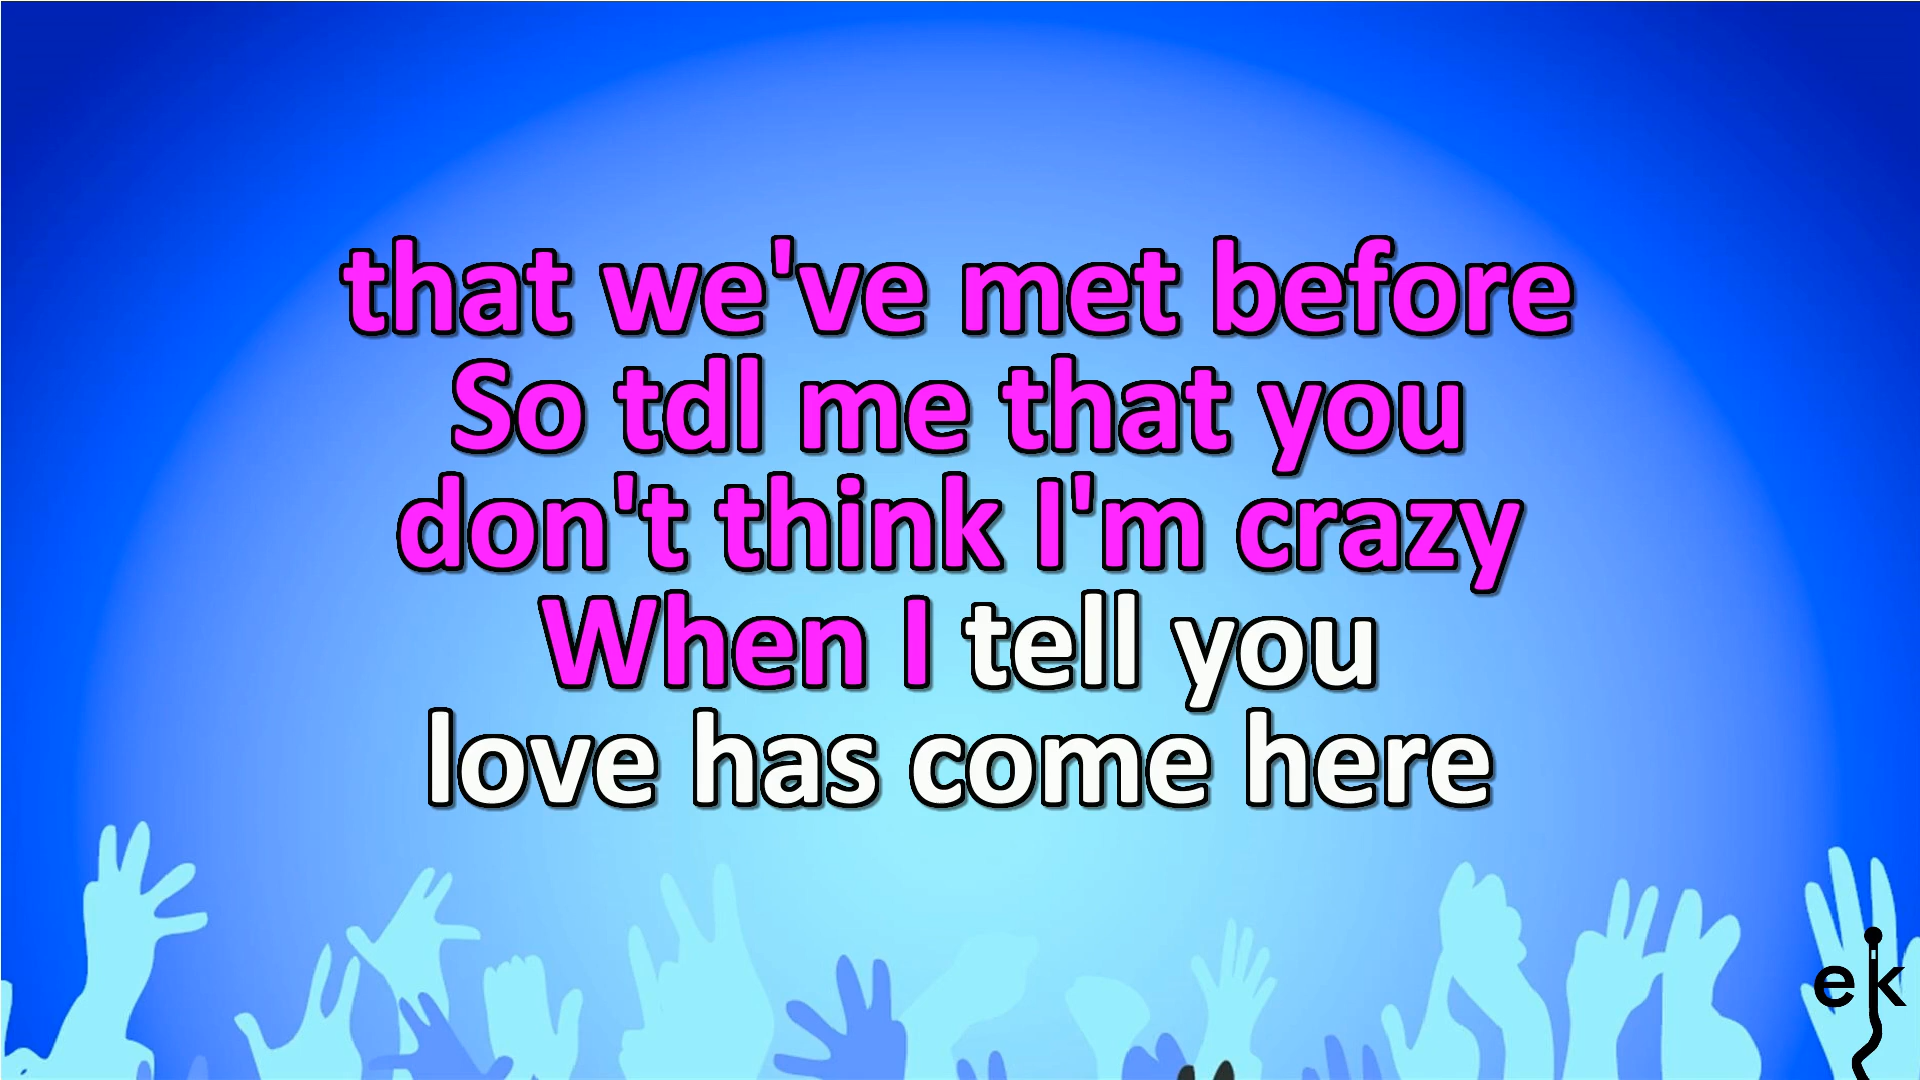 that we've met before
So tdl me that you
don't think I'm crazy
When I tell you
love has come here
ek